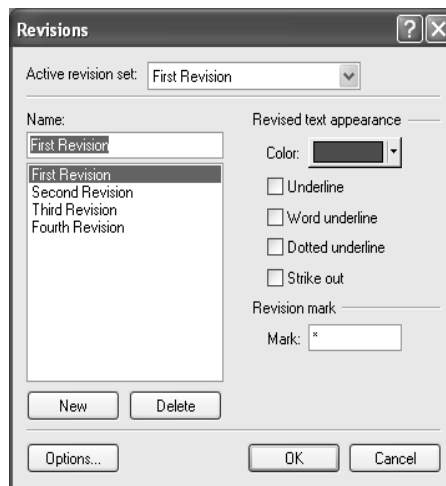 Revisions
Active revision set: First Revision
Name:
First Revision
First Revision
Second Revision
Third Revision
Fourth Revision
New Delete
Revised text appearance
Color:
Underline
Word underline
Dotted underline
Strike out
Revision mark
Mark: *
Options... OK Cancel